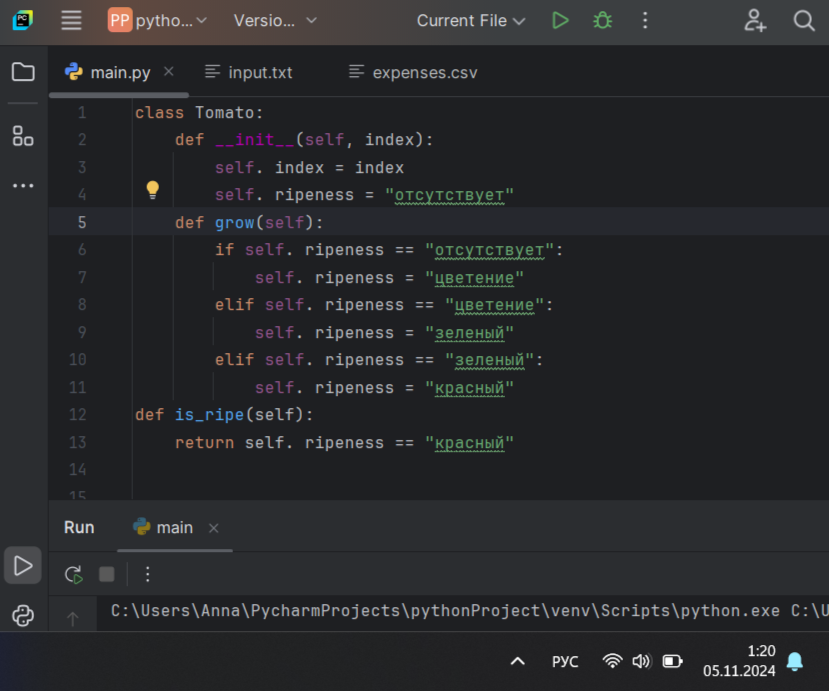 PP pytho... Versio... Current File
main.py input.txt expenses.csv
1 class Tomato:
2 def __init__(self, index):
3 self. index = index
4 self. ripeness = "отсутствует"
5 def grow(self):
6 if self. ripeness == "отсутствует":
7 self. ripeness = "цветение"
8 elif self. ripeness == "цветение":
9 self. ripeness = "зеленый"
10 elif self. ripeness == "зеленый":
11 self. ripeness = "красный"
12 def is_ripe(self):
13 return self. ripeness == "красный"
14
15
Run main
C:\Users\Anna\PycharmProjects\pythonProject\venv\Scripts\python.exe C:\U
РУС
1:20
05.11.2024